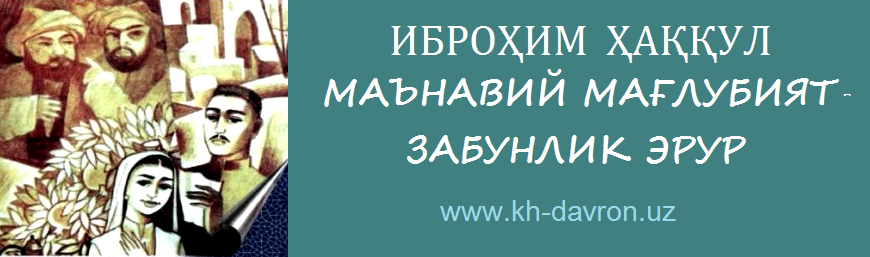 ИБРОҲИМ ҲАҚҚУЛ
МАЪНАВИЙ МАҒЛУБИЯТ -
ЗАБУНЛИК ЭРУР
www.kh-davron.uz